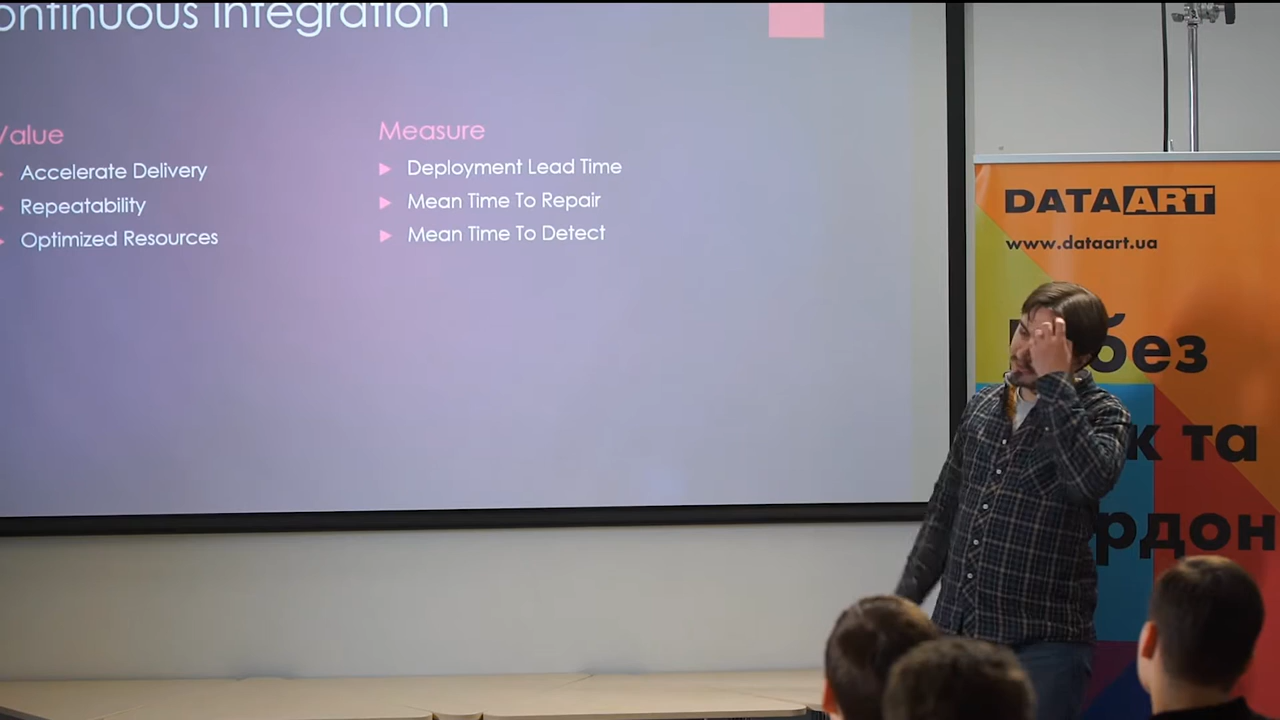 ontinuous Integration
Value
Accelerate Delivery
Repeatability
Optimized Resources
Measure
Deployment Lead Time
Mean Time To Repair
Mean Time To Detect
DATAART
www.dataart.ua
без
к та
рдон